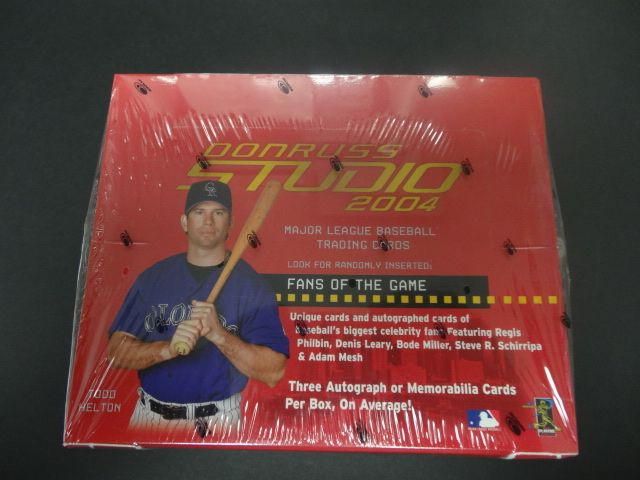 DONRUSS
STUDIO
2004
MAJOR LEAGUE BASEBALL
TRADING CARDS
LOOK FOR RANDOMLY INSERTED:
FANS OF THE GAME
Unique cards and autographed cards of
Baseball's biggest celebrity fans Featuring Regis
Philbin, Denis Leary, Bode Miller, Steve R. Schirripa
& Adam Mesh
Three Autograph or Memorabilia Cards
Per Box, On Average!
CR
COLORADO
TODD
HELTON